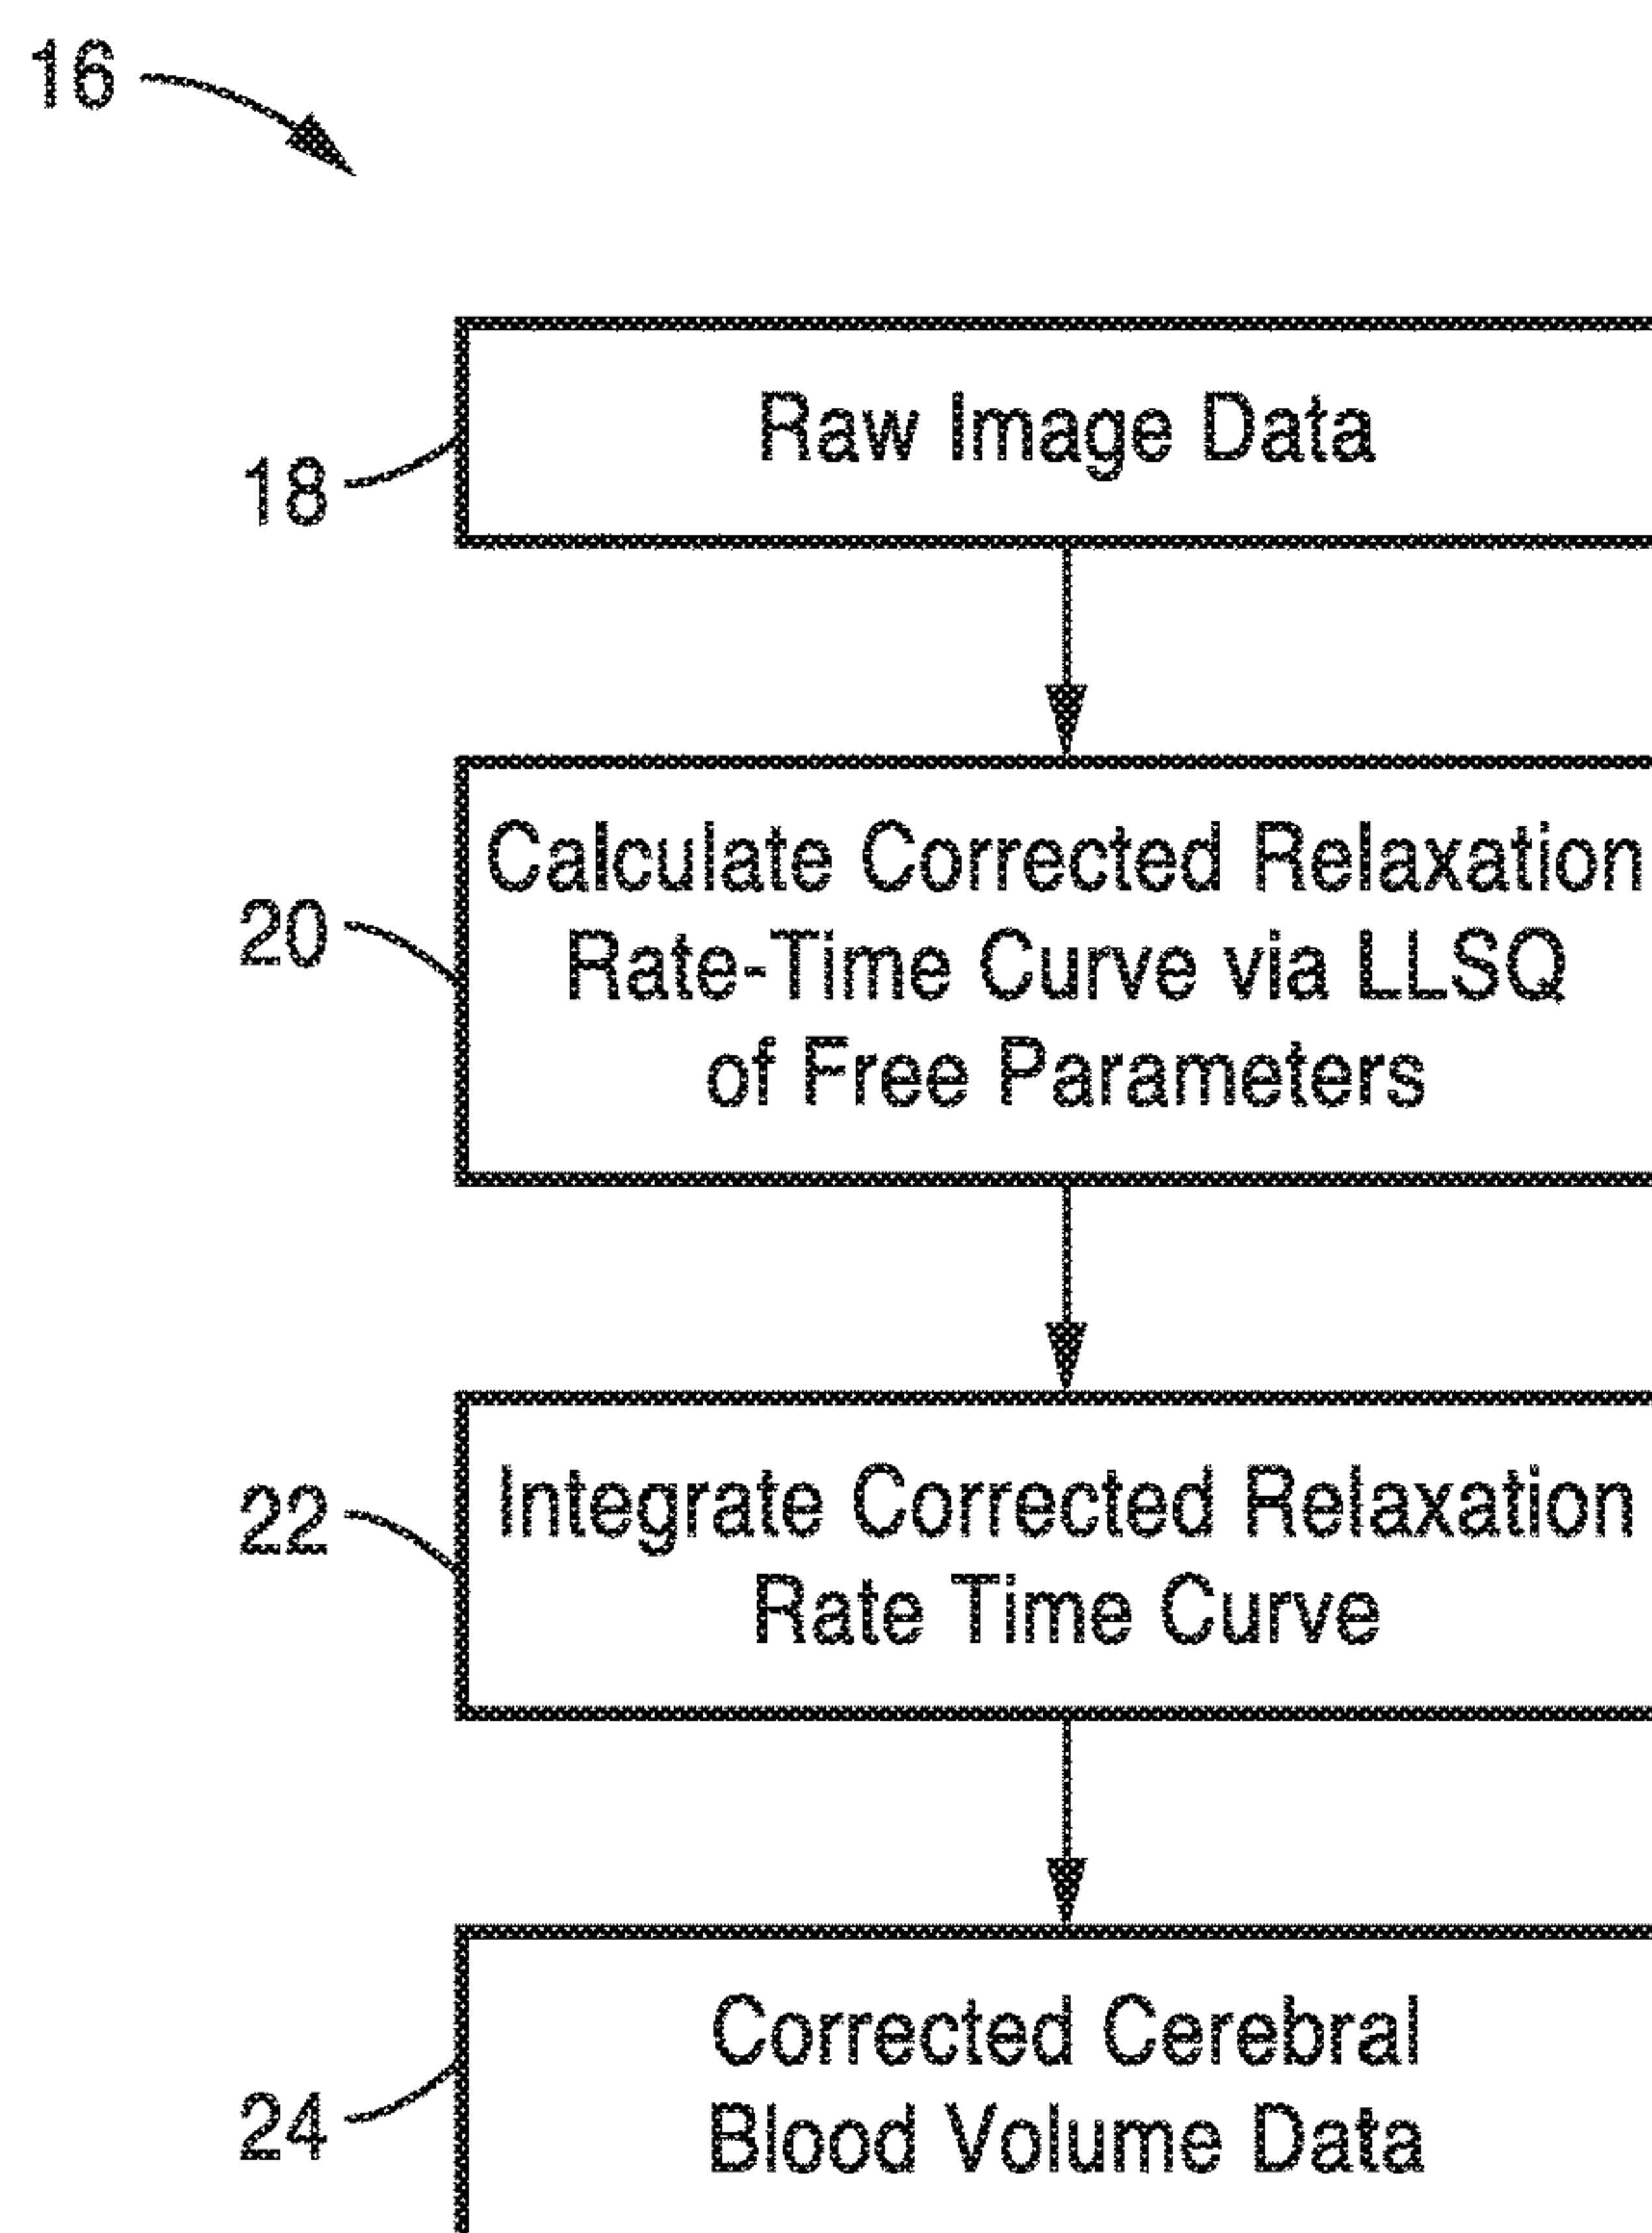 16
Raw Image Data
18
Calculate Corrected Relaxation
20
Rate-Time Curve via LLSQ
of Free Parameters
Integrate Corrected Relaxation
22
Rate Time Curve
Corrected Cerebral
24
Blood Volume Data